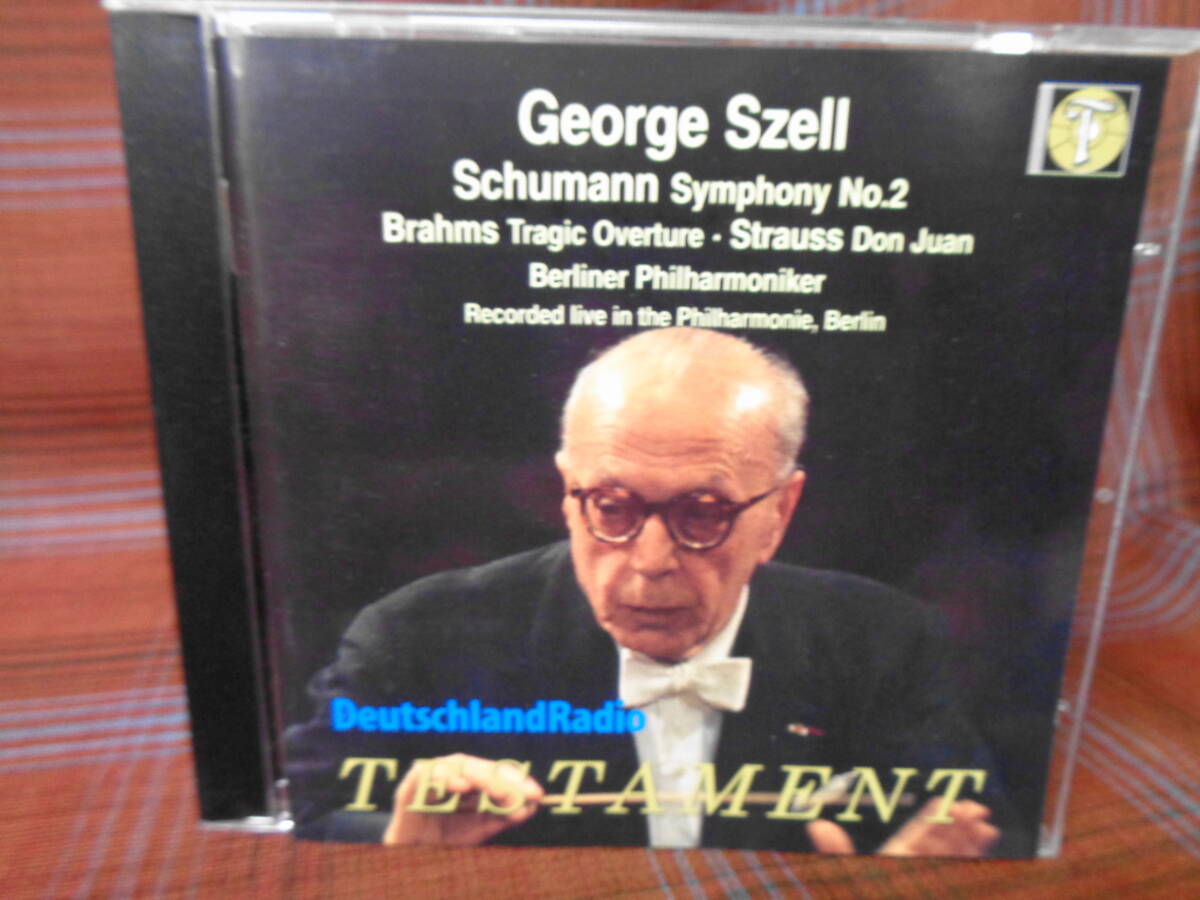 George Szell
Schumann Symphony No.2
Brahms Tragic Overture · Strauss Don Juan
Berliner Philharmoniker
Recorded live in the Philharmonie, Berlin
DeutschlandRadio
TESTAMENT